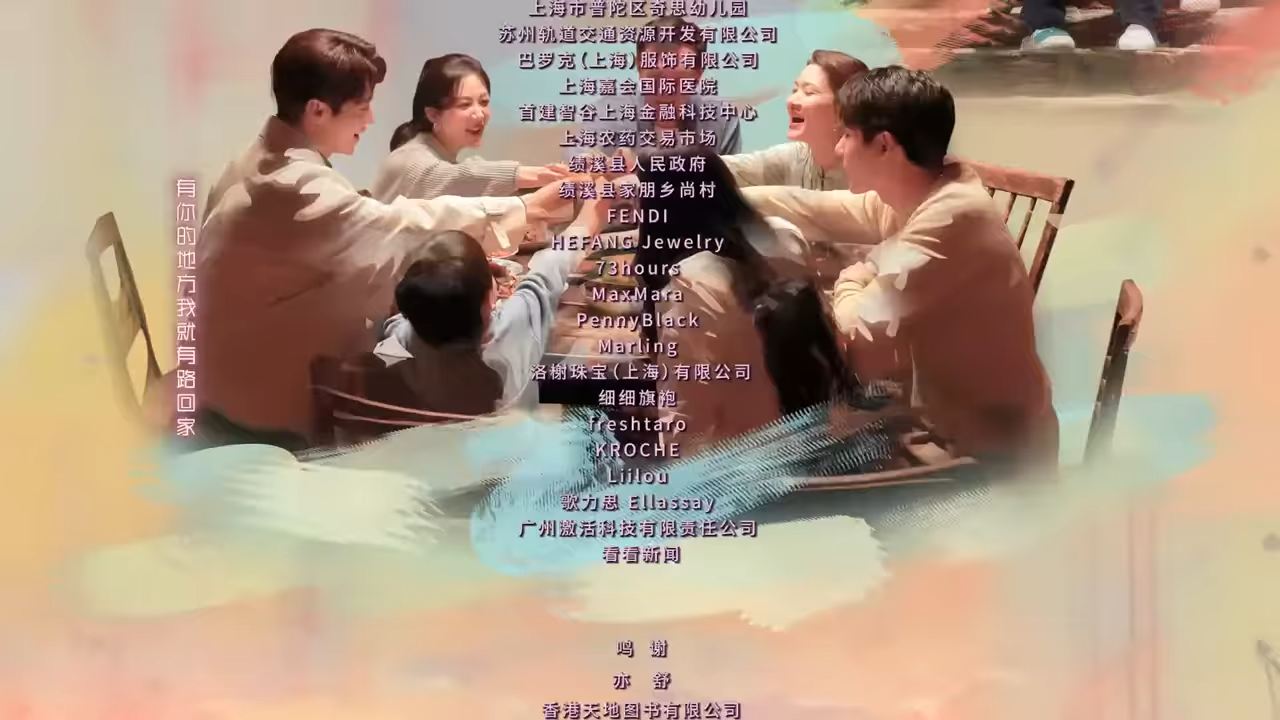 上海市普陀区奇思幼儿园
苏州轨道交通资源开发有限公司
巴罗克(上海)服饰有限公司
上海嘉会国际医院
首建智谷上海金融科技中心
上海农药交易市场
绩溪县人民政府
绩溪县家朋乡尚村
FENDI
HEFANG Jewelry
73hours
MaxMara
PennyBlack
Marling
洛榭珠宝(上海)有限公司
细细旗袍
freshtaro
KROCHE
Liilou
歌力思 Ellassay
广州激活科技有限责任公司
看看新闻
鸣 谢
亦 舒
香港天地图书有限公司
有你的地方我就有路回家